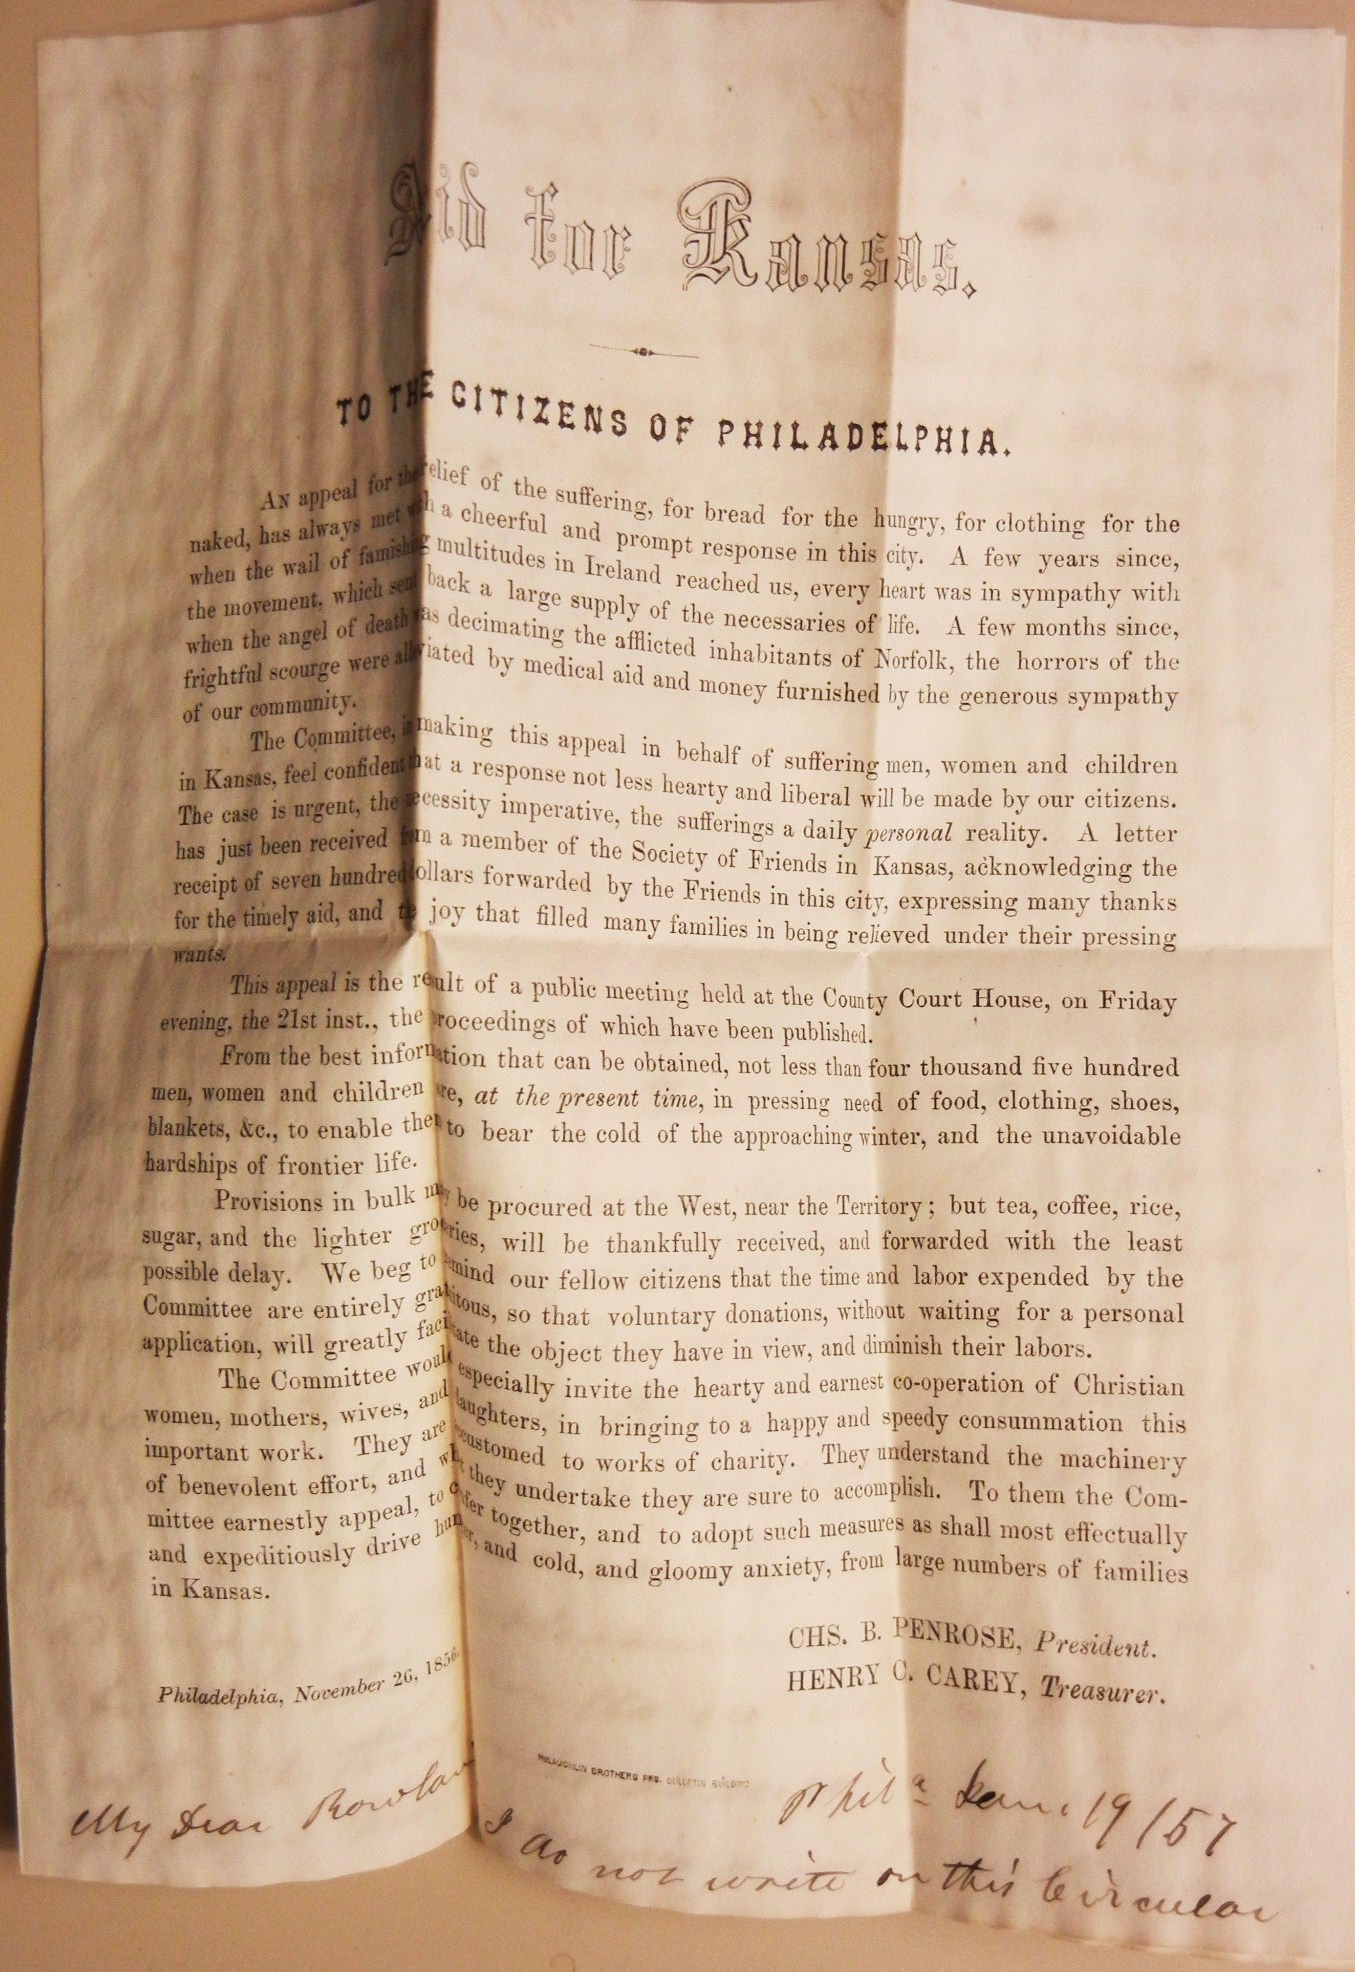 Aid for Kansas.
TO THE CITIZENS OF PHILADELPHIA.
AN appeal for the relief of the suffering, for bread for the hungry, for clothing for the
naked, has always met with a cheerful and prompt response in this city. A few years since,
when the wail of famishing multitudes in Ireland reached us, every heart was in sympathy with
the movement, which sent back a large supply of the necessaries of life. A few months since,
when the angel of death was decimating the afflicted inhabitants of Norfolk, the horrors of the
frightful scourge were alleviated by medical aid and money furnished by the generous sympathy
of our community.
The Committee, in making this appeal in behalf of suffering men, women and children
in Kansas, feel confident that a response not less hearty and liberal will be made by our citizens.
The case is urgent, the necessity imperative, the sufferings a daily personal reality. A letter
has just been received from a member of the Society of Friends in Kansas, acknowledging the
receipt of seven hundred dollars forwarded by the Friends in this city, expressing many thanks
for the timely aid, and the joy that filled many families in being relieved under their pressing
wants.
This appeal is the result of a public meeting held at the County Court House, on Friday
evening, the 21st inst., the proceedings of which have been published.
From the best information that can be obtained, not less than four thousand five hundred
men, women and children are, at the present time, in pressing need of food, clothing, shoes,
blankets, &c., to enable them to bear the cold of the approaching winter, and the unavoidable
hardships of frontier life.
Provisions in bulk may be procured at the West, near the Territory; but tea, coffee, rice,
sugar, and the lighter groceries, will be thankfully received, and forwarded with the least
possible delay. We beg to remind our fellow citizens that the time and labor expended by the
Committee are entirely gratuitous, so that voluntary donations, without waiting for a personal
application, will greatly facilitate the object they have in view, and diminish their labors.
The Committee would especially invite the hearty and earnest co-operation of Christian
women, mothers, wives, and daughters, in bringing to a happy and speedy consummation this
important work. They are accustomed to works of charity. They understand the machinery
of benevolent effort, and what they undertake they are sure to accomplish. To them the Com-
mittee earnestly appeal, to confer together, and to adopt such measures as shall most effectually
and expeditiously drive hunger, and cold, and gloomy anxiety, from large numbers of families
in Kansas.
CHS. B. PENROSE, President.
HENRY C. CAREY, Treasurer.
Philadelphia, November 26, 1856.
McLAUGHLIN BROTHERS PRS. BULLETIN BUILDING
Phila Jan. 19/57
My Dear Rowland
I do not write on this Circular